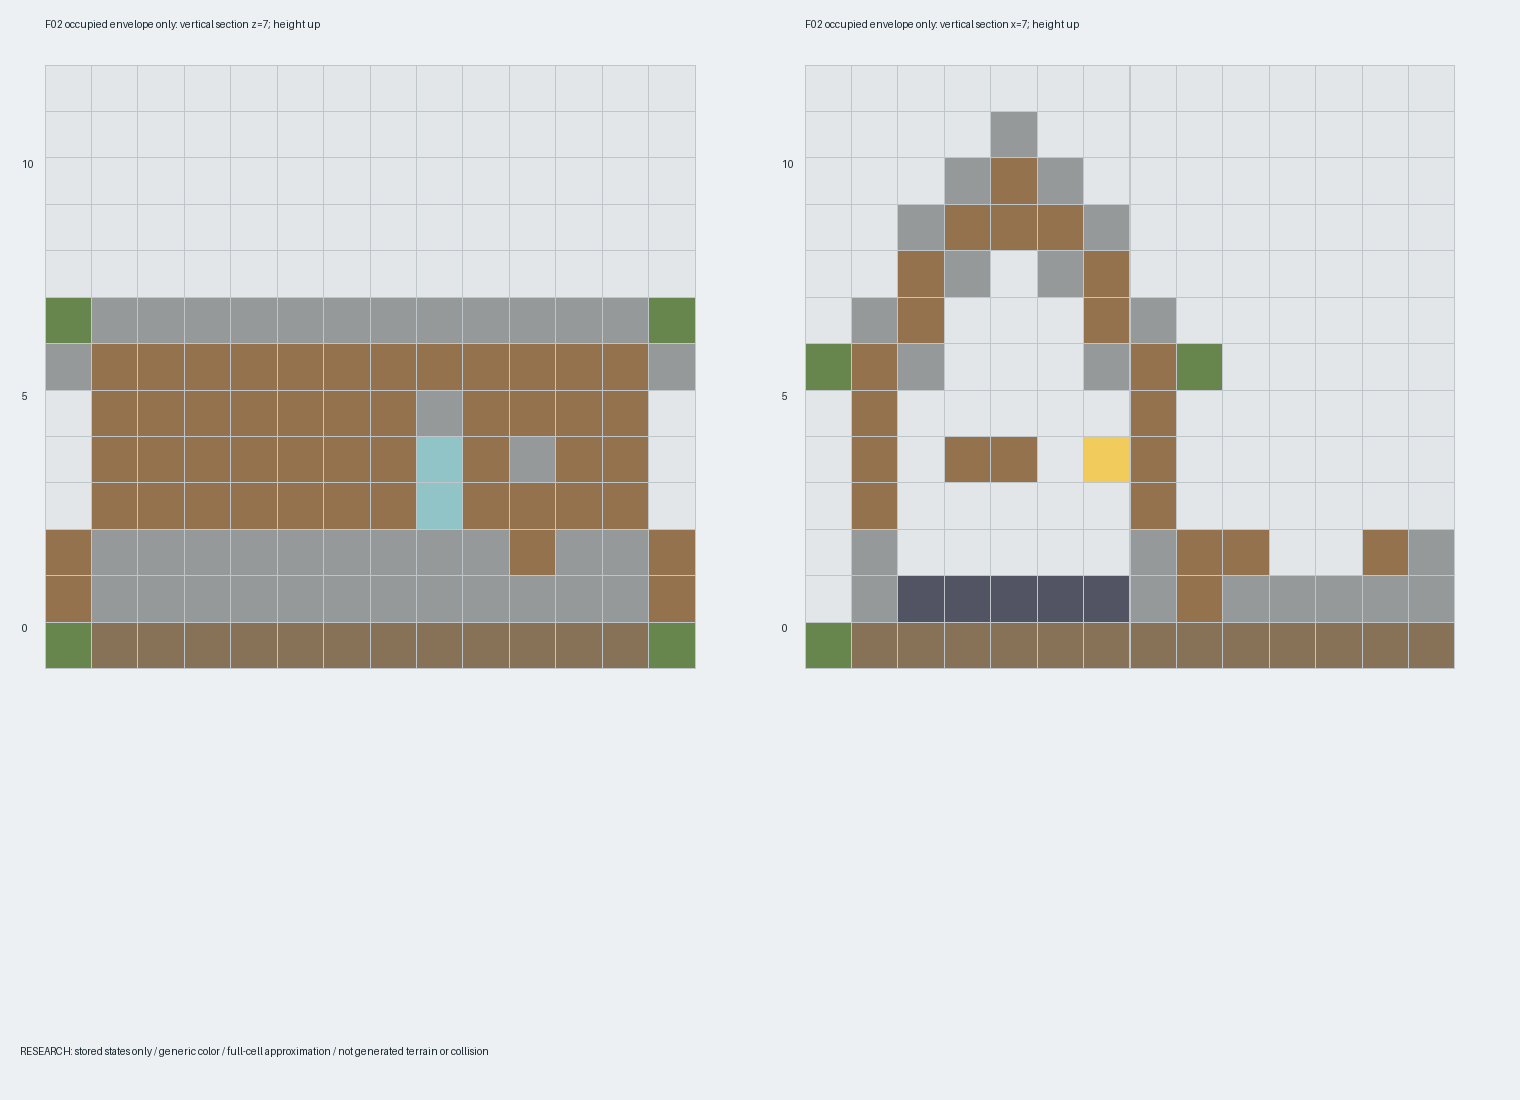 F02 occupied envelope only: vertical section z=7; height up
F02 occupied envelope only: vertical section x=7; height up
10
10
5
5
0
0
RESEARCH: stored states only / generic color / full-cell approximation / not generated terrain or collision